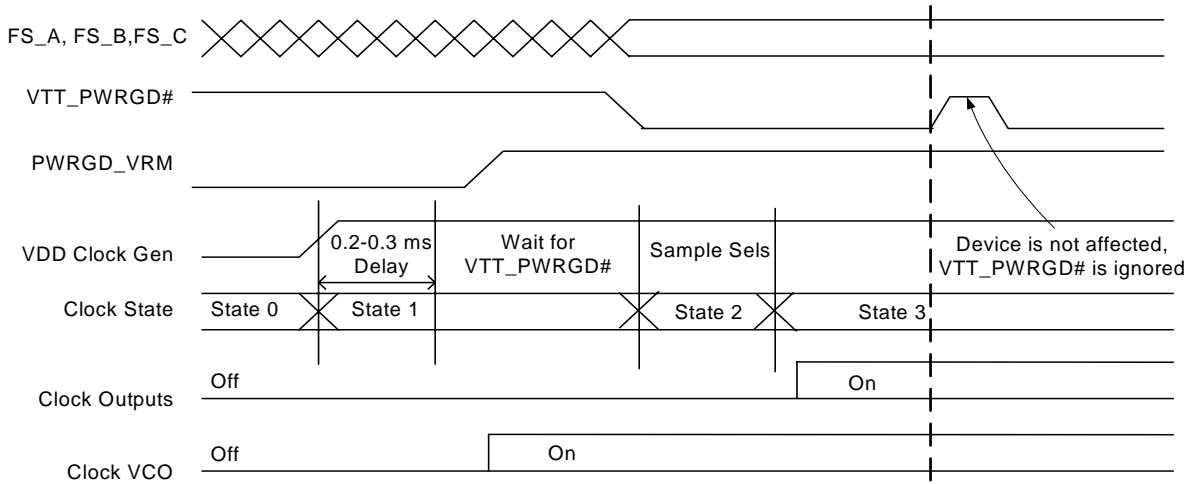 FS_A, FS_B,FS_C
VTT_PWRGD#
PWRGD_VRM
VDD Clock Gen
0.2-0.3 ms
Delay
Wait for
VTT_PWRGD#
Sample Sels
Device is not affected,
VTT_PWRGD# is ignored
Clock State
State 0
State 1
State 2
State 3
Clock Outputs
Off
On
Clock VCO
Off
On